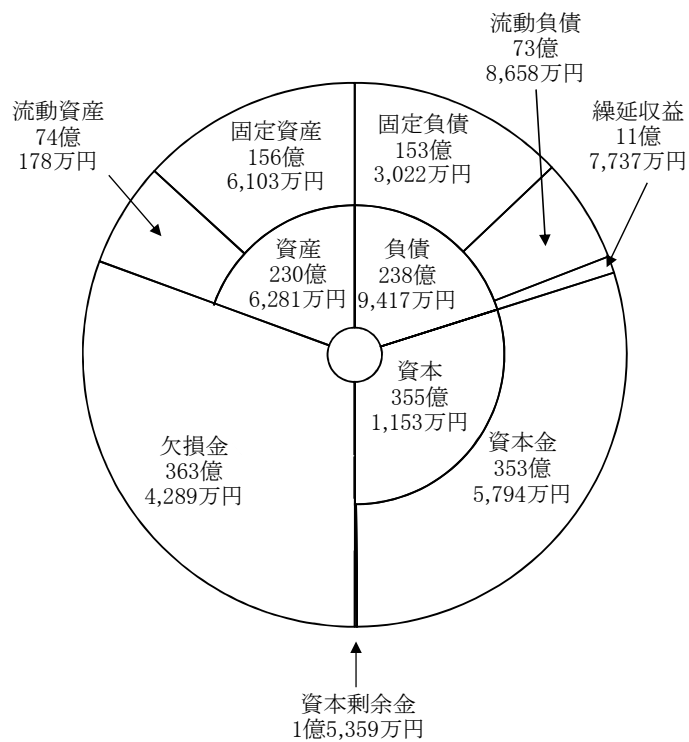 流動負債
73億
8,658万円
流動資産
74億
178万円
固定資産
156億
6,103万円
固定負債
153億
3,022万円
繰延収益
11億
7,737万円
資産
230億
6,281万円
負債
238億
9,417万円
資本
355億
1,153万円
欠損金
363億
4,289万円
資本金
353億
5,794万円
資本剰余金
1億5,359万円